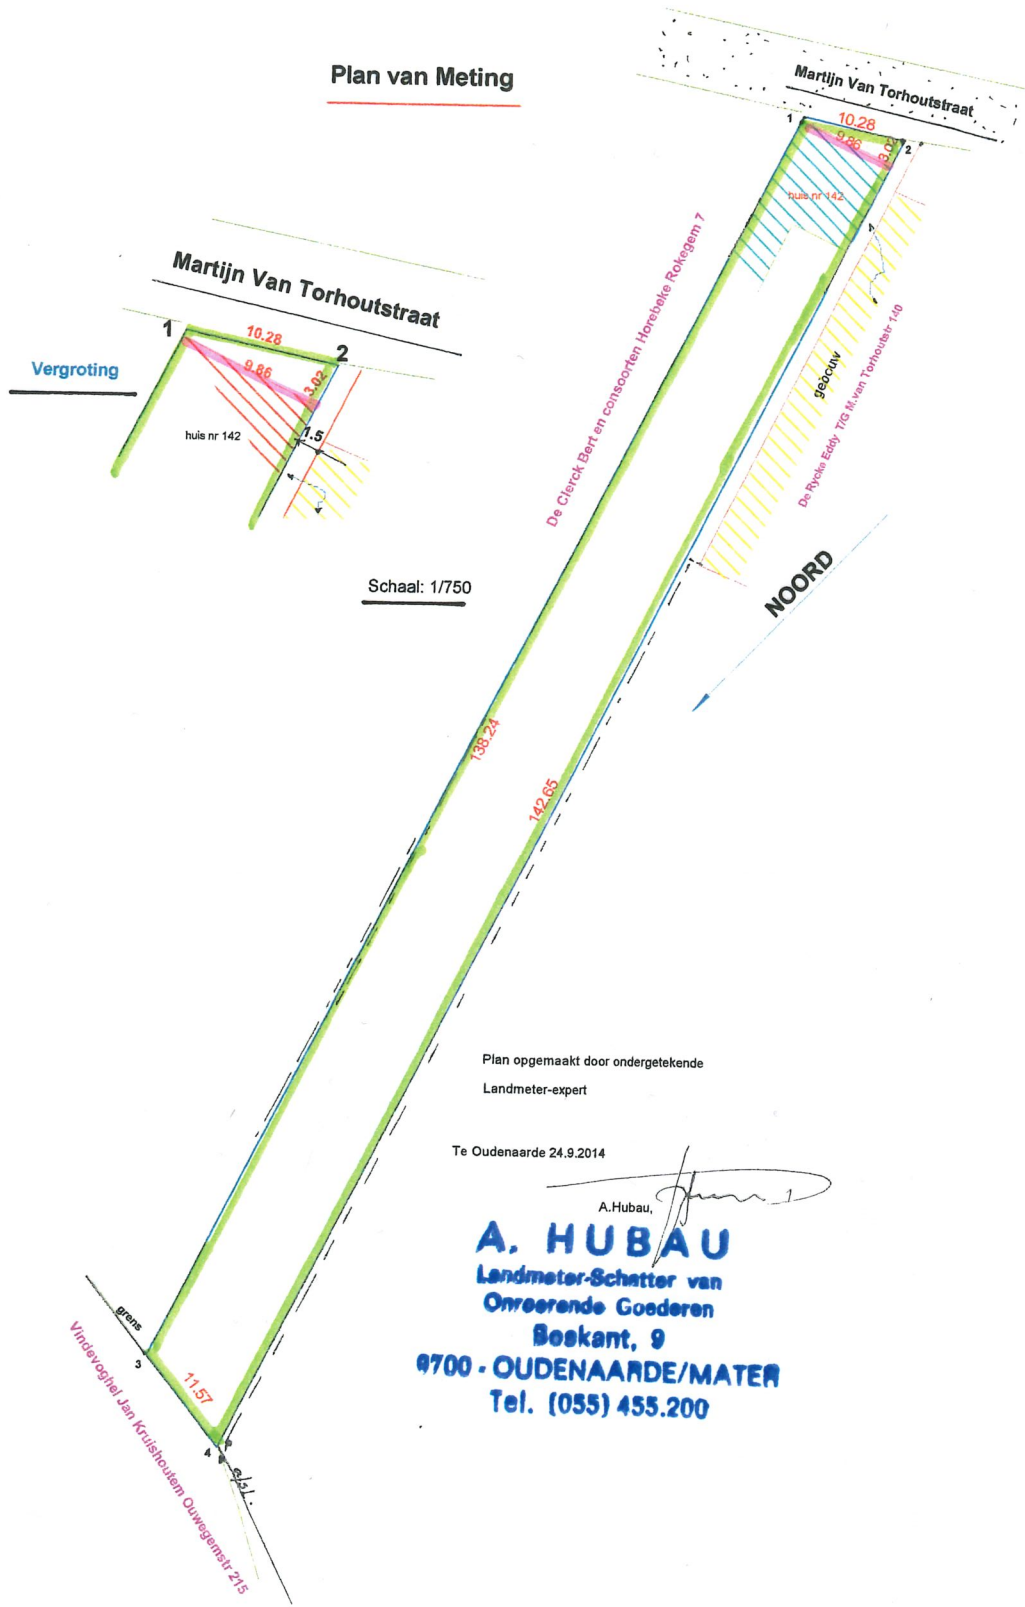 Plan van Meting
Martijn Van Torhoutstraat
1
10.28
9.86
3.02
2
huis nr 142
De Clerck Bert en consoorten Horebeke Rokegem 7
gebouw
De Rycke Eddy T/G M.van Torhoutstr 140
Martijn Van Torhoutstraat
1
10.28
2
Vergroting
9.86
3.02
huis nr 142
1.5
Schaal: 1/750
NOORD
138.24
142.65
Plan opgemaakt door ondergetekende
Landmeter-expert
Te Oudenaarde 24.9.2014
A.Hubau,
A. HUBAU
Landmeter-Schatter van
Onroerende Goederen
Boskant, 9
9700 - OUDENAARDE/MATER
Tel. (055) 455.200
grens
3
11.57
4
Vindevoghel Jan Kruishoutem Ouwegemstr 215